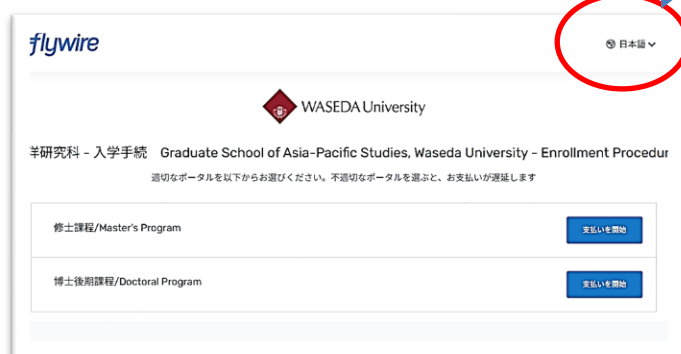 flywire
日本語
WASEDA University
研究科 - 入学手続 Graduate School of Asia-Pacific Studies, Waseda University - Enrollment Procedur
適切なポータルを以下からお選びください。不適切なポータルを選ぶと、お支払いが遅延します
修士課程/Master's Program
支払いを開始
博士後期課程/Doctoral Program
支払いを開始